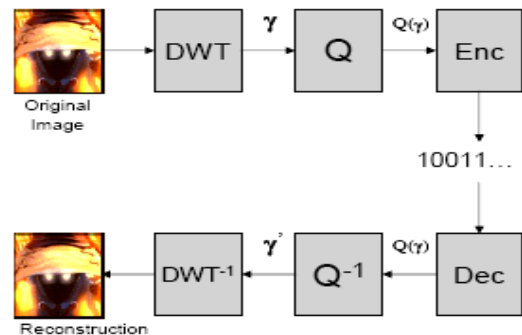 DWT
γ
Q
Q(γ)
Enc
Original
Image
10011...
DWT⁻¹
γ’
Q⁻¹
Q(γ)
Dec
Reconstruction